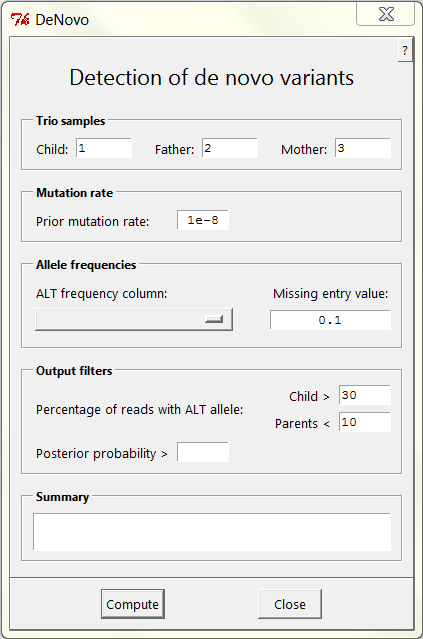 DeNovo
?
Detection of de novo variants
Trio samples
Child: 1 Father: 2 Mother: 3
Mutation rate
Prior mutation rate: 1e-8
Allele frequencies
ALT frequency column: Missing entry value:
0.1
Output filters
Percentage of reads with ALT allele:
Child > 30
Parents < 10
Posterior probability >
Summary
Compute Close